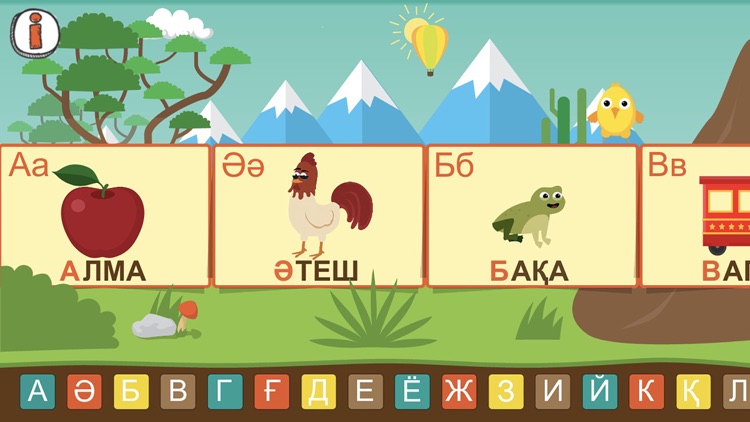 i
Аа Әә Бб Вв
АЛМА ӘТЕШ БАҚА
А Ә Б В Г Ғ Д Е Ё Ж З И Й К Қ Л